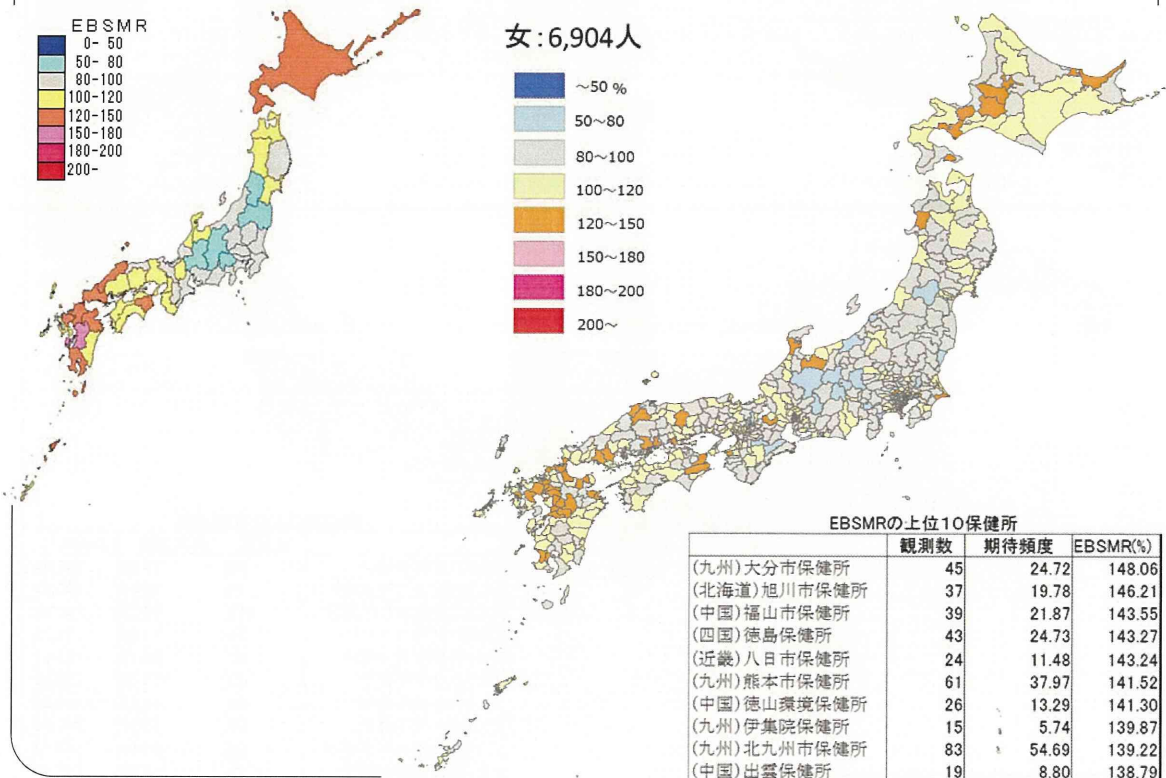 EBSMR
0- 50
50- 80
80-100
100-120
120-150
150-180
180-200
200-
女:6,904人
~50 %
50~80
80~100
100~120
120~150
150~180
180~200
200~
EBSMRの上位10保健所
観測数 期待頻度 EBSMR(%)
(九州)大分市保健所 45 24.72 148.06
(北海道)旭川市保健所 37 19.78 146.21
(中国)福山市保健所 39 21.87 143.55
(四国)徳島保健所 43 24.73 143.27
(近畿)八日市保健所 24 11.48 143.24
(九州)熊本市保健所 61 37.97 141.52
(中国)徳山環境保健所 26 13.29 141.30
(九州)伊集院保健所 15 5.74 139.87
(九州)北九州市保健所 83 54.69 139.22
(中国)出雲保健所 19 8.80 138.79